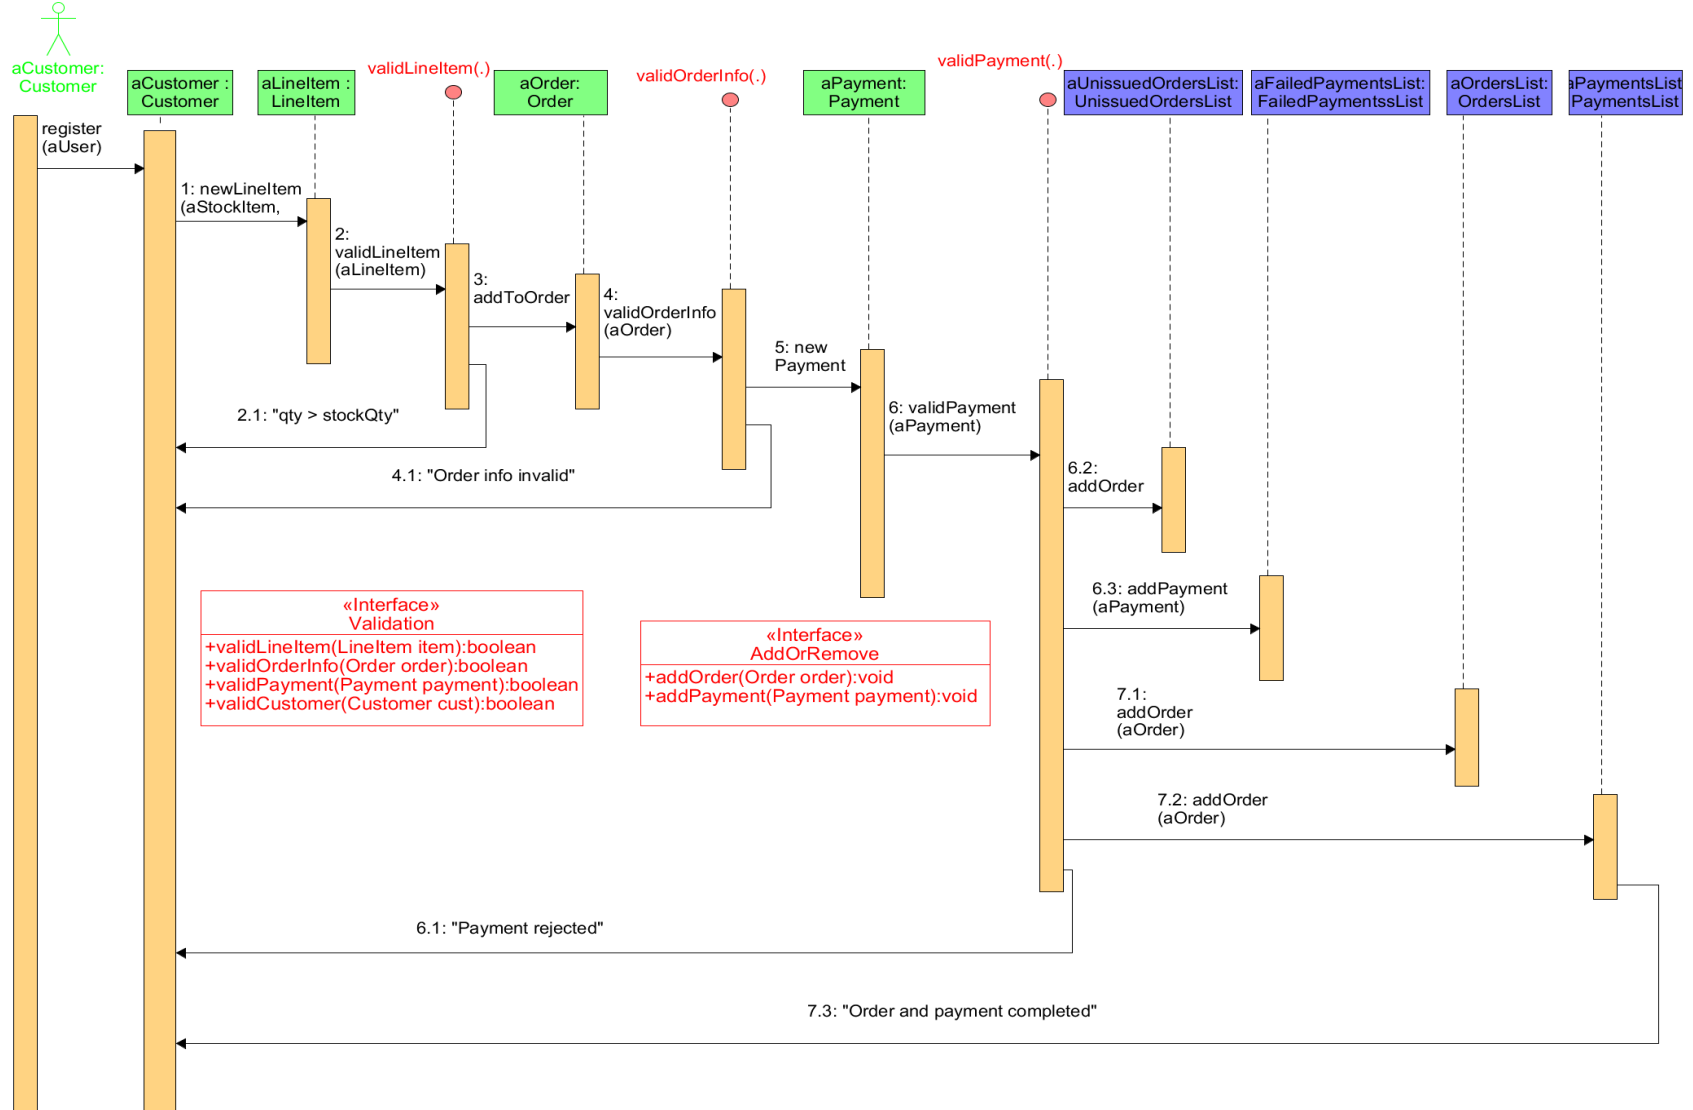 aCustomer:
Customer
aCustomer :
Customer
aLineItem :
LineItem
validLineItem(.)
aOrder:
Order
validOrderInfo(.)
aPayment:
Payment
validPayment(.)
aUnissuedOrdersList:
UnissuedOrdersList
aFailedPaymentsList:
FailedPaymentssList
aOrdersList:
OrdersList
aPaymentsList
PaymentsList
register
(aUser)
1: newLineItem
(aStockItem,
2:
validLineItem
(aLineItem)
3:
addToOrder
4:
validOrderInfo
(aOrder)
5: new
Payment
6: validPayment
(aPayment)
2.1: "qty > stockQty"
4.1: "Order info invalid"
6.2:
addOrder
6.3: addPayment
(aPayment)
«Interface»
Validation
+validLineItem(LineItem item):boolean
+validOrderInfo(Order order):boolean
+validPayment(Payment payment):boolean
+validCustomer(Customer cust):boolean
«Interface»
AddOrRemove
+addOrder(Order order):void
+addPayment(Payment payment):void
7.1:
addOrder
(aOrder)
7.2: addOrder
(aOrder)
6.1: "Payment rejected"
7.3: "Order and payment completed"